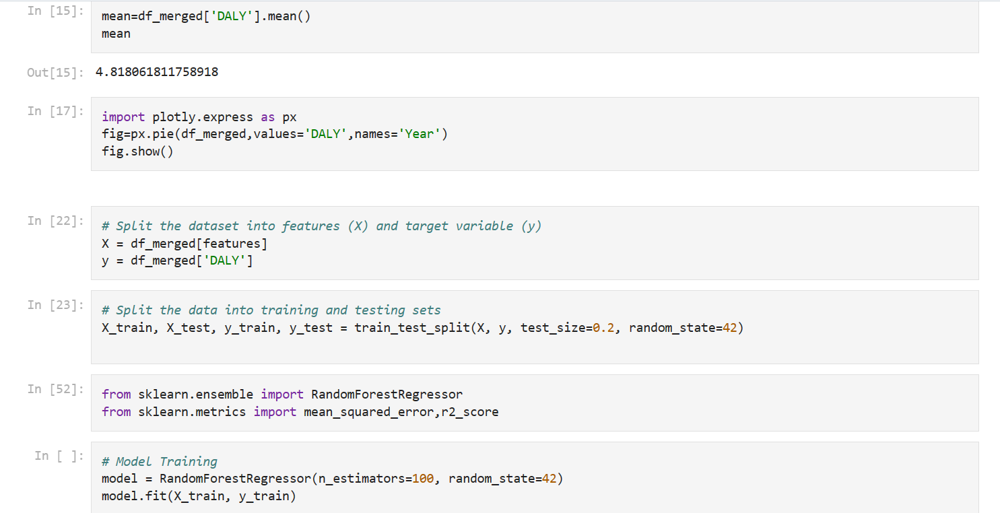 In [15]:
mean=df_merged['DALY'].mean()
mean
Out[15]: 4.818061811758918
In [17]:
import plotly.express as px
fig=px.pie(df_merged,values='DALY',names='Year')
fig.show()
In [22]:
# Split the dataset into features (X) and target variable (y)
X = df_merged[features]
y = df_merged['DALY']
In [23]:
# Split the data into training and testing sets
X_train, X_test, y_train, y_test = train_test_split(X, y, test_size=0.2, random_state=42)
In [52]:
from sklearn.ensemble import RandomForestRegressor
from sklearn.metrics import mean_squared_error,r2_score
In [ ]:
# Model Training
model = RandomForestRegressor(n_estimators=100, random_state=42)
model.fit(X_train, y_train)